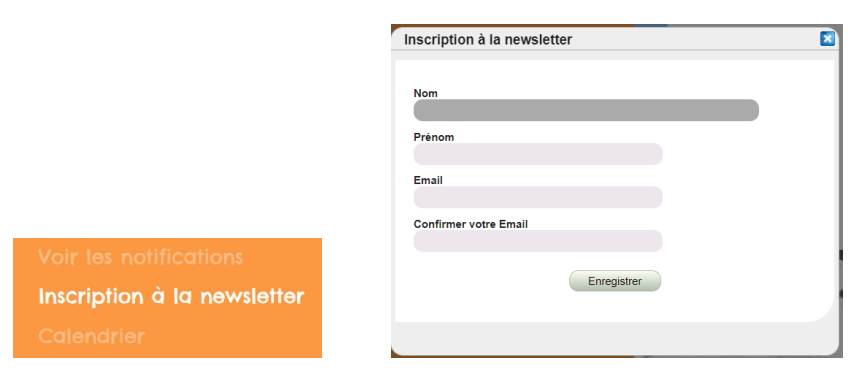 Inscription à la newsletter
Nom
Prénom
Email
Confirmer votre Email
Enregistrer
Voir les notifications
Inscription à la newsletter
Calendrier